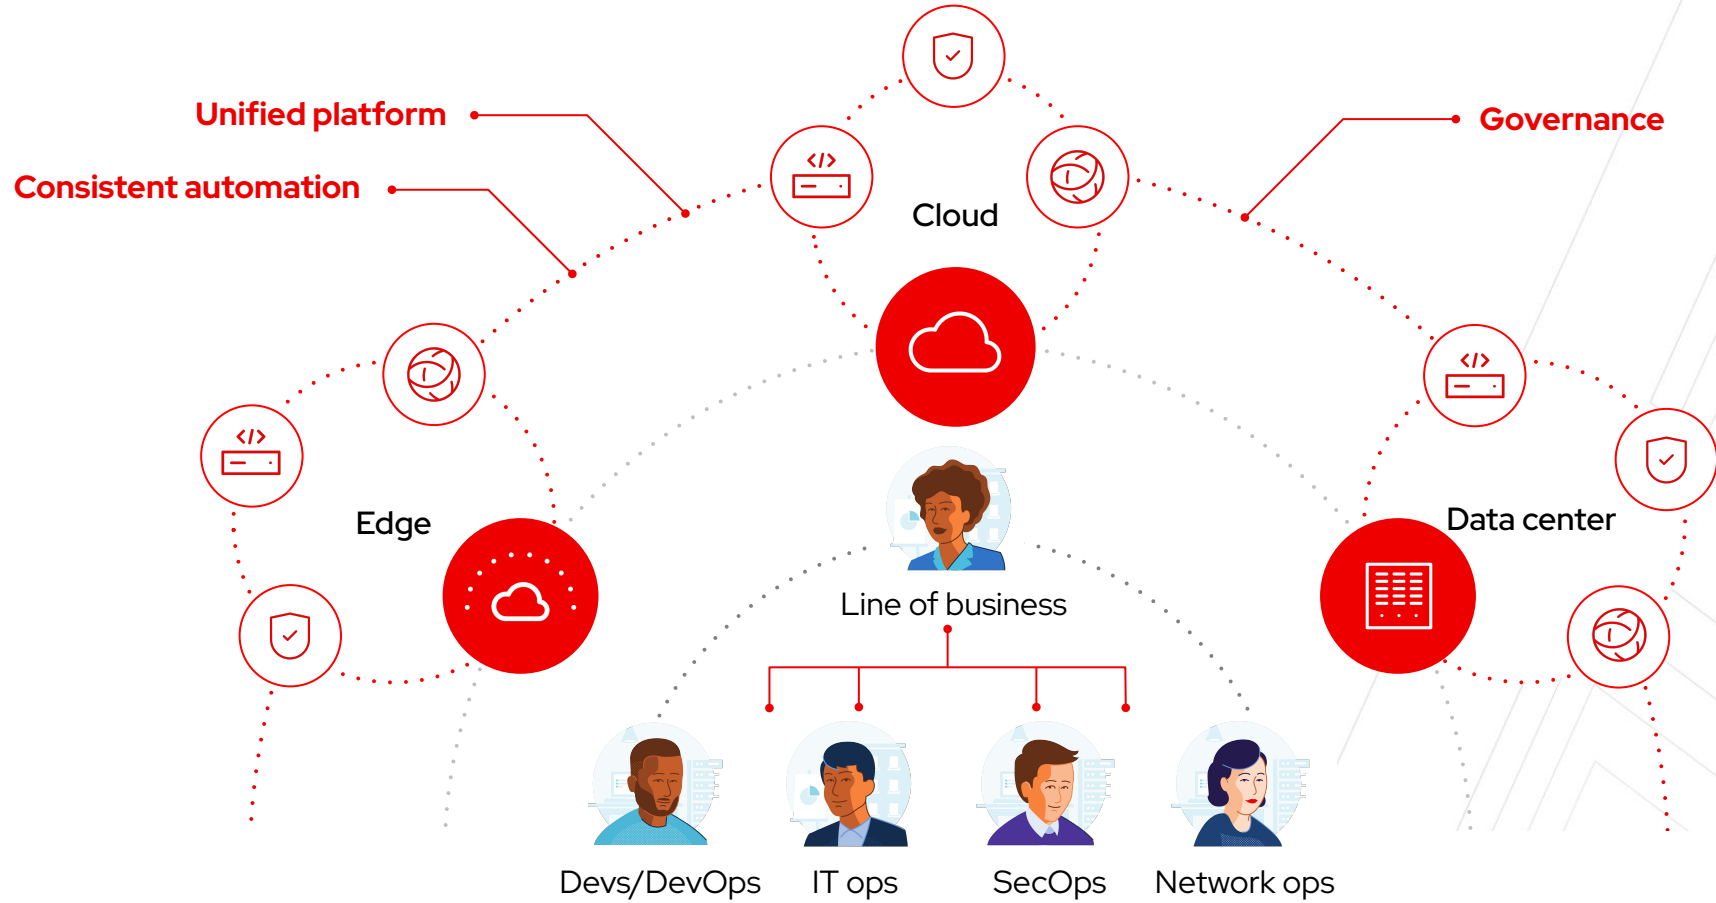 Unified platform
Governance
Consistent automation
</>
Cloud
</>
</>
Edge
Data center
Line of business
Devs/DevOps
IT ops
SecOps
Network ops